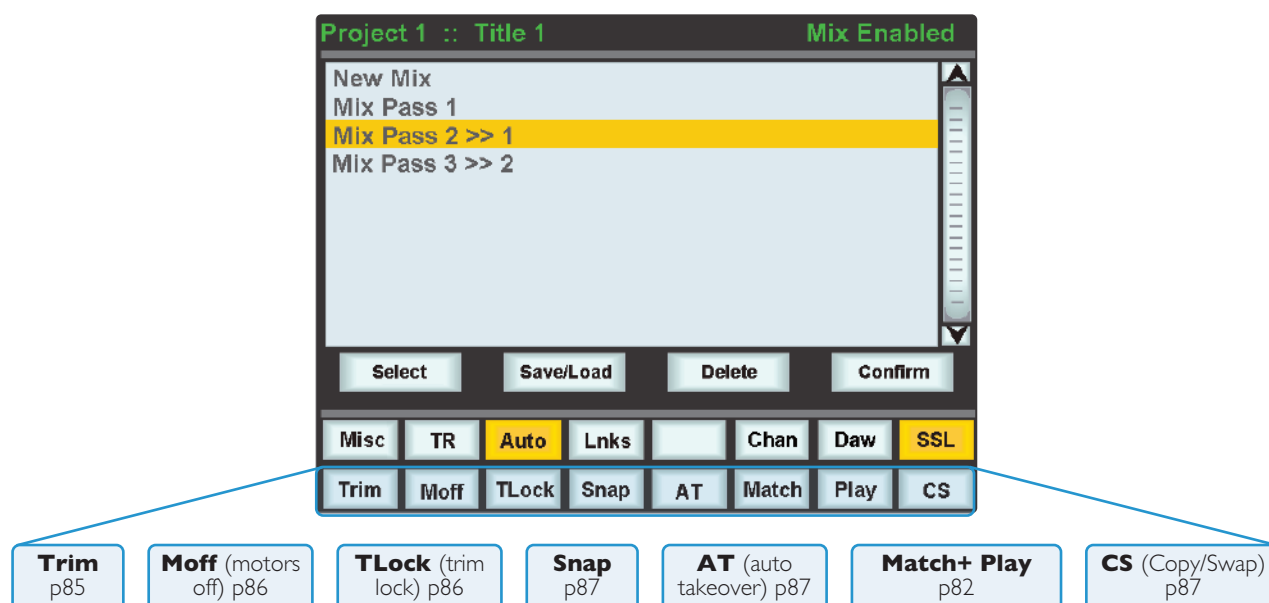 Project 1 :: Title 1 Mix Enabled
New Mix
Mix Pass 1
Mix Pass 2 >> 1
Mix Pass 3 >> 2
Select Save/Load Delete Confirm
Misc TR Auto Lnks Chan Daw SSL
Trim Moff TLock Snap AT Match Play CS
Trim
p85
Moff (motors
off) p86
TLock (trim
lock) p86
Snap
p87
AT (auto
takeover) p87
Match+ Play
p82
CS (Copy/Swap)
p87